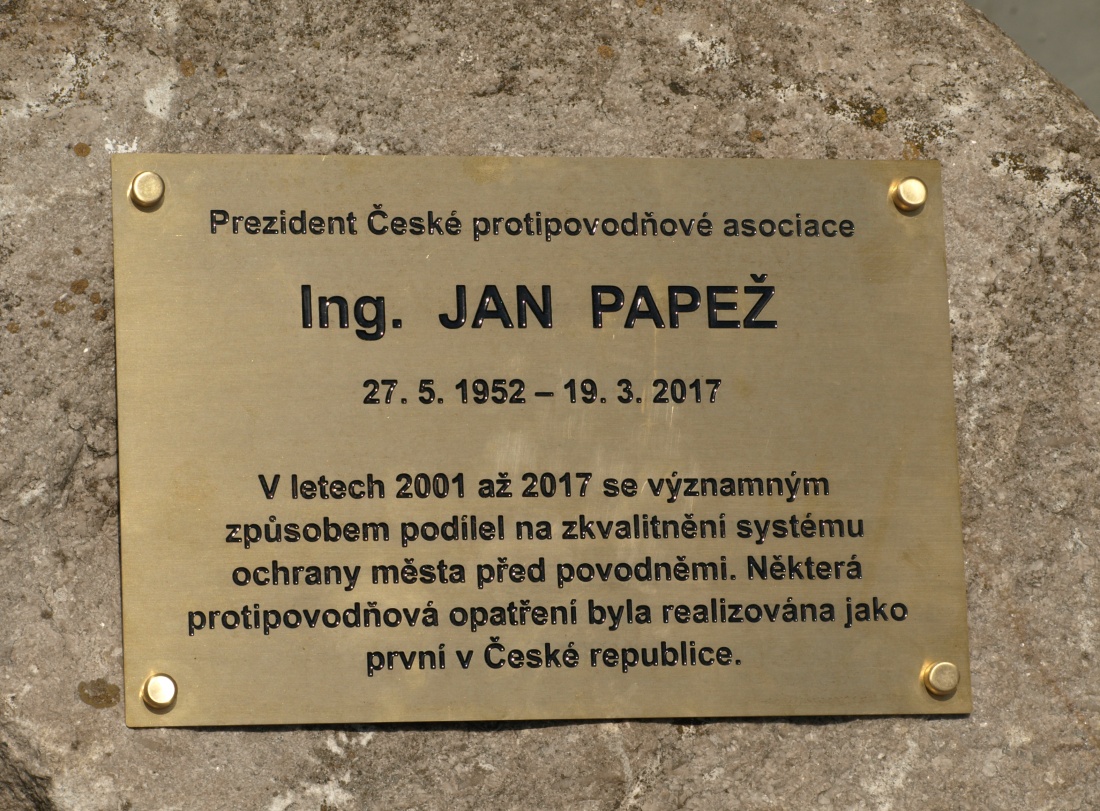 Prezident České protipovodňové asociace
Ing. JAN PAPEŽ
27. 5. 1952 – 19. 3. 2017
V letech 2001 až 2017 se významným
způsobem podílel na zkvalitnění systému
ochrany města před povodněmi. Některá
protipovodňová opatření byla realizována jako
první v České republice.